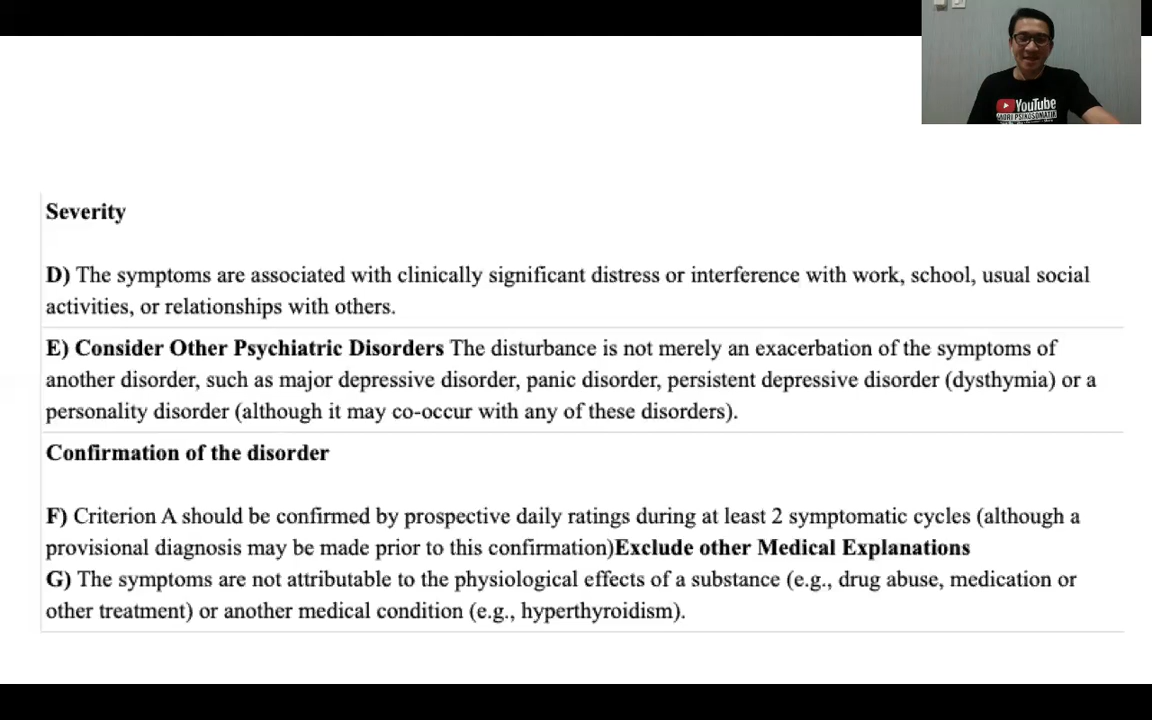 YouTube
Severity
D) The symptoms are associated with clinically significant distress or interference with work, school, usual social
activities, or relationships with others.
E) Consider Other Psychiatric Disorders The disturbance is not merely an exacerbation of the symptoms of
another disorder, such as major depressive disorder, panic disorder, persistent depressive disorder (dysthymia) or a
personality disorder (although it may co-occur with any of these disorders).
Confirmation of the disorder
F) Criterion A should be confirmed by prospective daily ratings during at least 2 symptomatic cycles (although a
provisional diagnosis may be made prior to this confirmation)Exclude other Medical Explanations
G) The symptoms are not attributable to the physiological effects of a substance (e.g., drug abuse, medication or
other treatment) or another medical condition (e.g., hyperthyroidism).